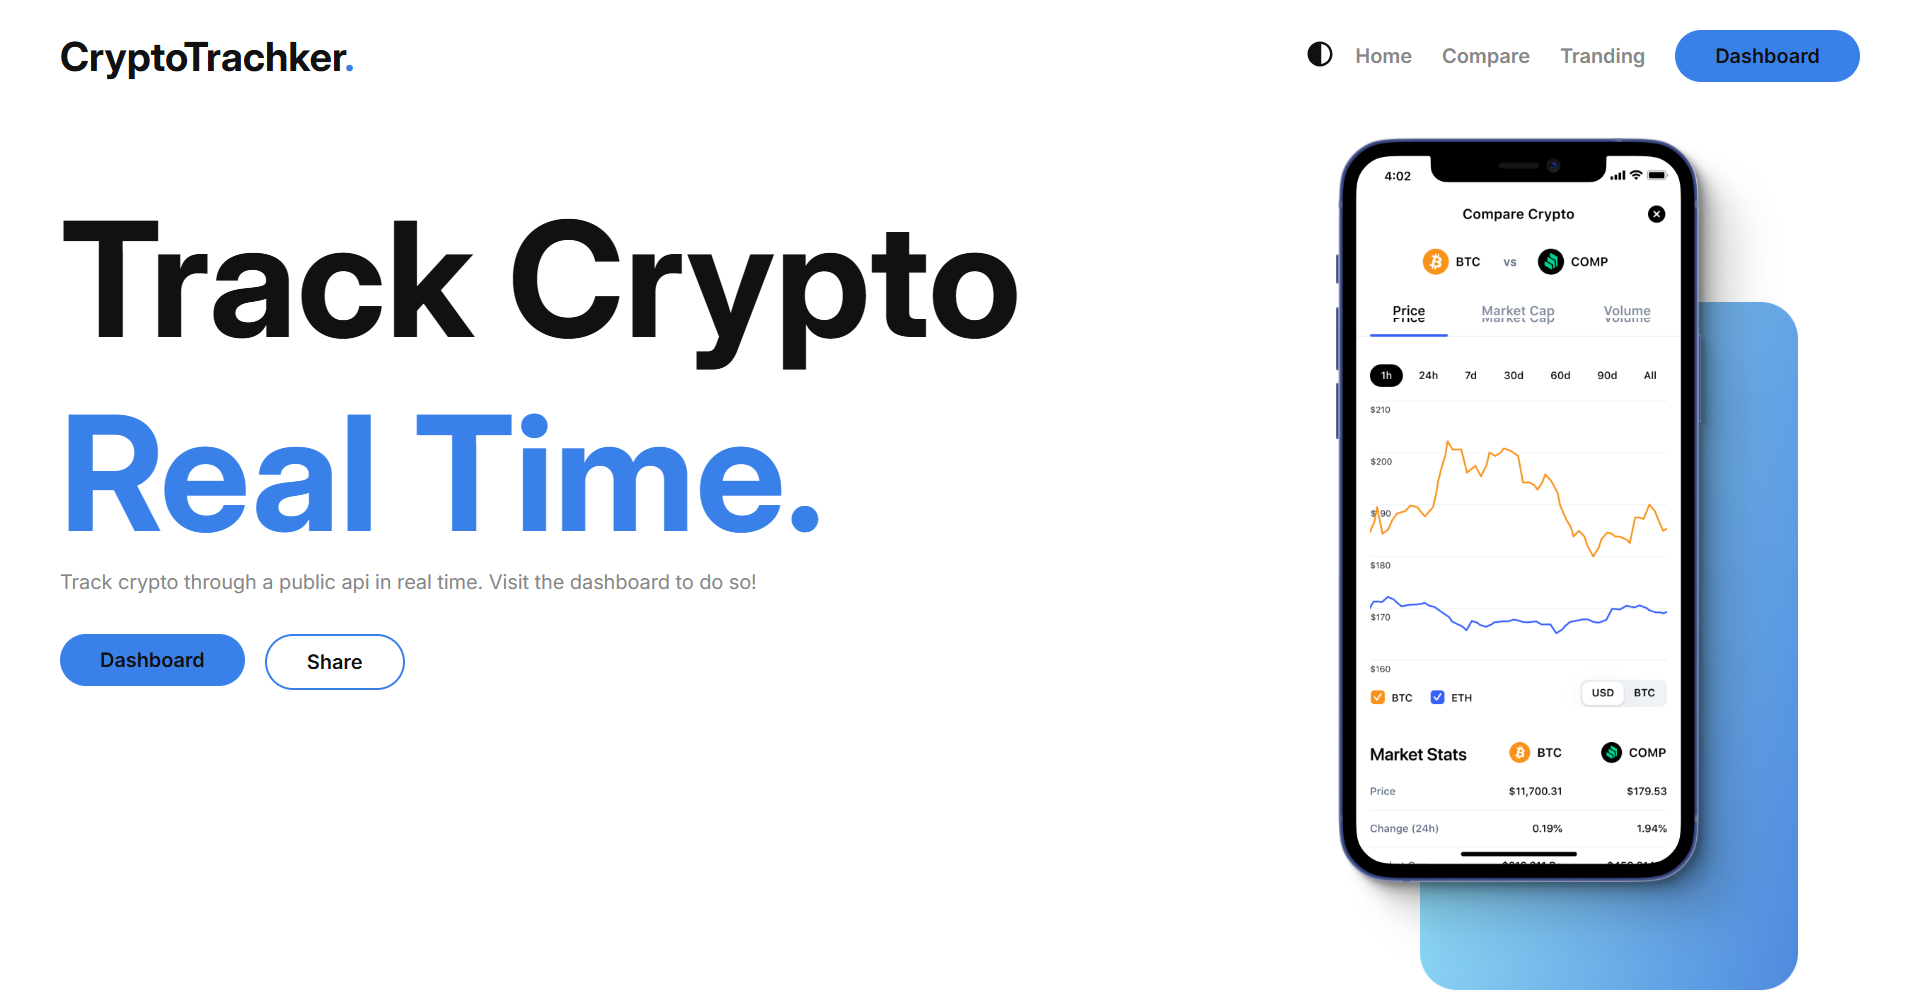 CryptoTrachker.
Home Compare Tranding Dashboard
Track Crypto
Real Time.
Track crypto through a public api in real time. Visit the dashboard to do so!
Dashboard Share
4:02
Compare Crypto
BTC vs COMP
Price Market Cap Volume
1h 24h 7d 30d 60d 90d All
$210
$200
$190
$180
$170
$160
BTC ETH USD BTC
Market Stats BTC COMP
Price $11,700.31 $179.53
Change (24h) 0.19% 1.94%